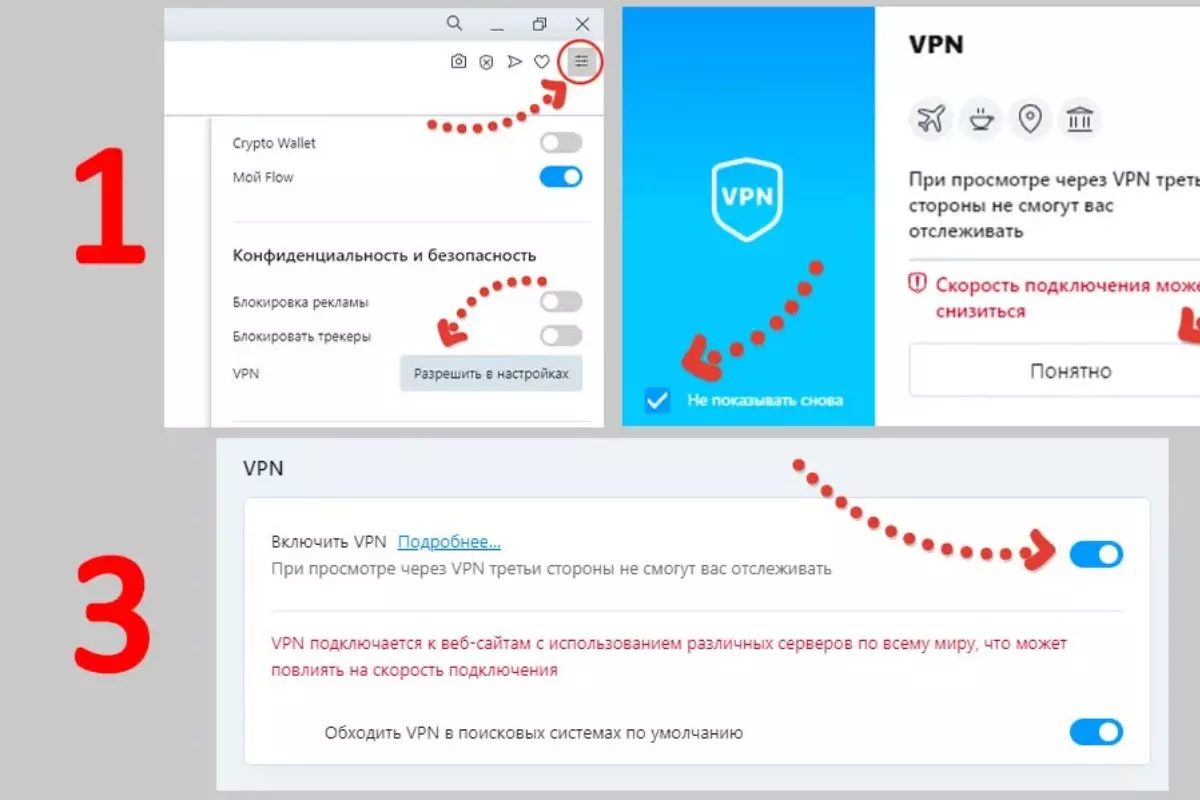 1
Crypto Wallet
Мой Flow
Конфиденциальность и безопасность
Блокировка рекламы
Блокировать трекеры
VPN Разрешить в настройках
VPN
Не показывать снова
VPN
При просмотре через VPN треть
стороны не смогут вас
отслеживать
Скорость подключения може
снизиться
Понятно
3
VPN
Включить VPN Подробнее...
При просмотре через VPN третьи стороны не смогут вас отслеживать
VPN подключается к веб-сайтам с использованием различных серверов по всему миру, что может
повлиять на скорость подключения
Обходить VPN в поисковых системах по умолчанию